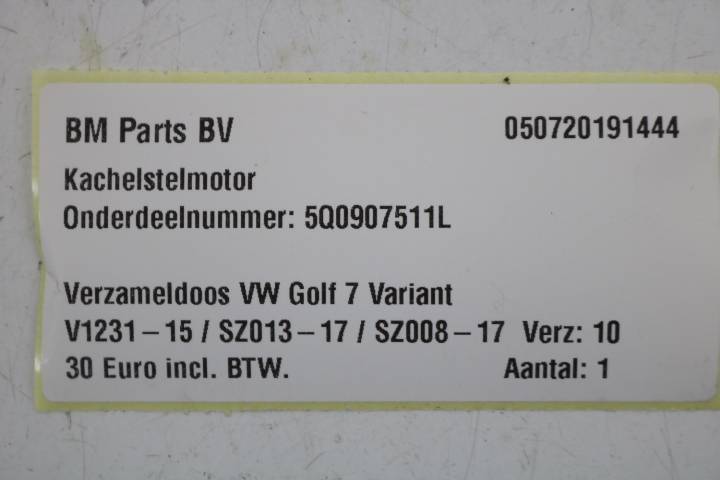 BM Parts BV 050720191444
Kachelstelmotor
Onderdeelnummer: 5Q0907511L
Verzameldoos VW Golf 7 Variant
V1231-15 / SZ013-17 / SZ008-17 Verz: 10
30 Euro incl. BTW. Aantal: 1